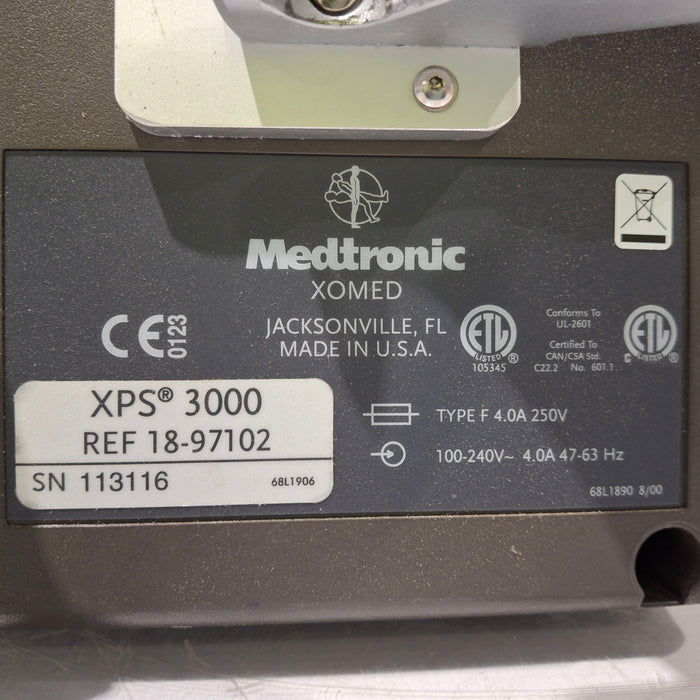 Medtronic
XOMED
JACKSONVILLE, FL
MADE IN U.S.A.
CE 0123
ETL
LISTED
®
105345
Conforms To
UL-2601
Certified To
CAN/CSA Std.
C22.2 No. 601.1
C ETL
LISTED
®
XPS® 3000
REF 18-97102
SN 113116
68L1906
TYPE F 4.0A 250V
100-240V~ 4.0A 47-63 Hz
68L1890 8/00